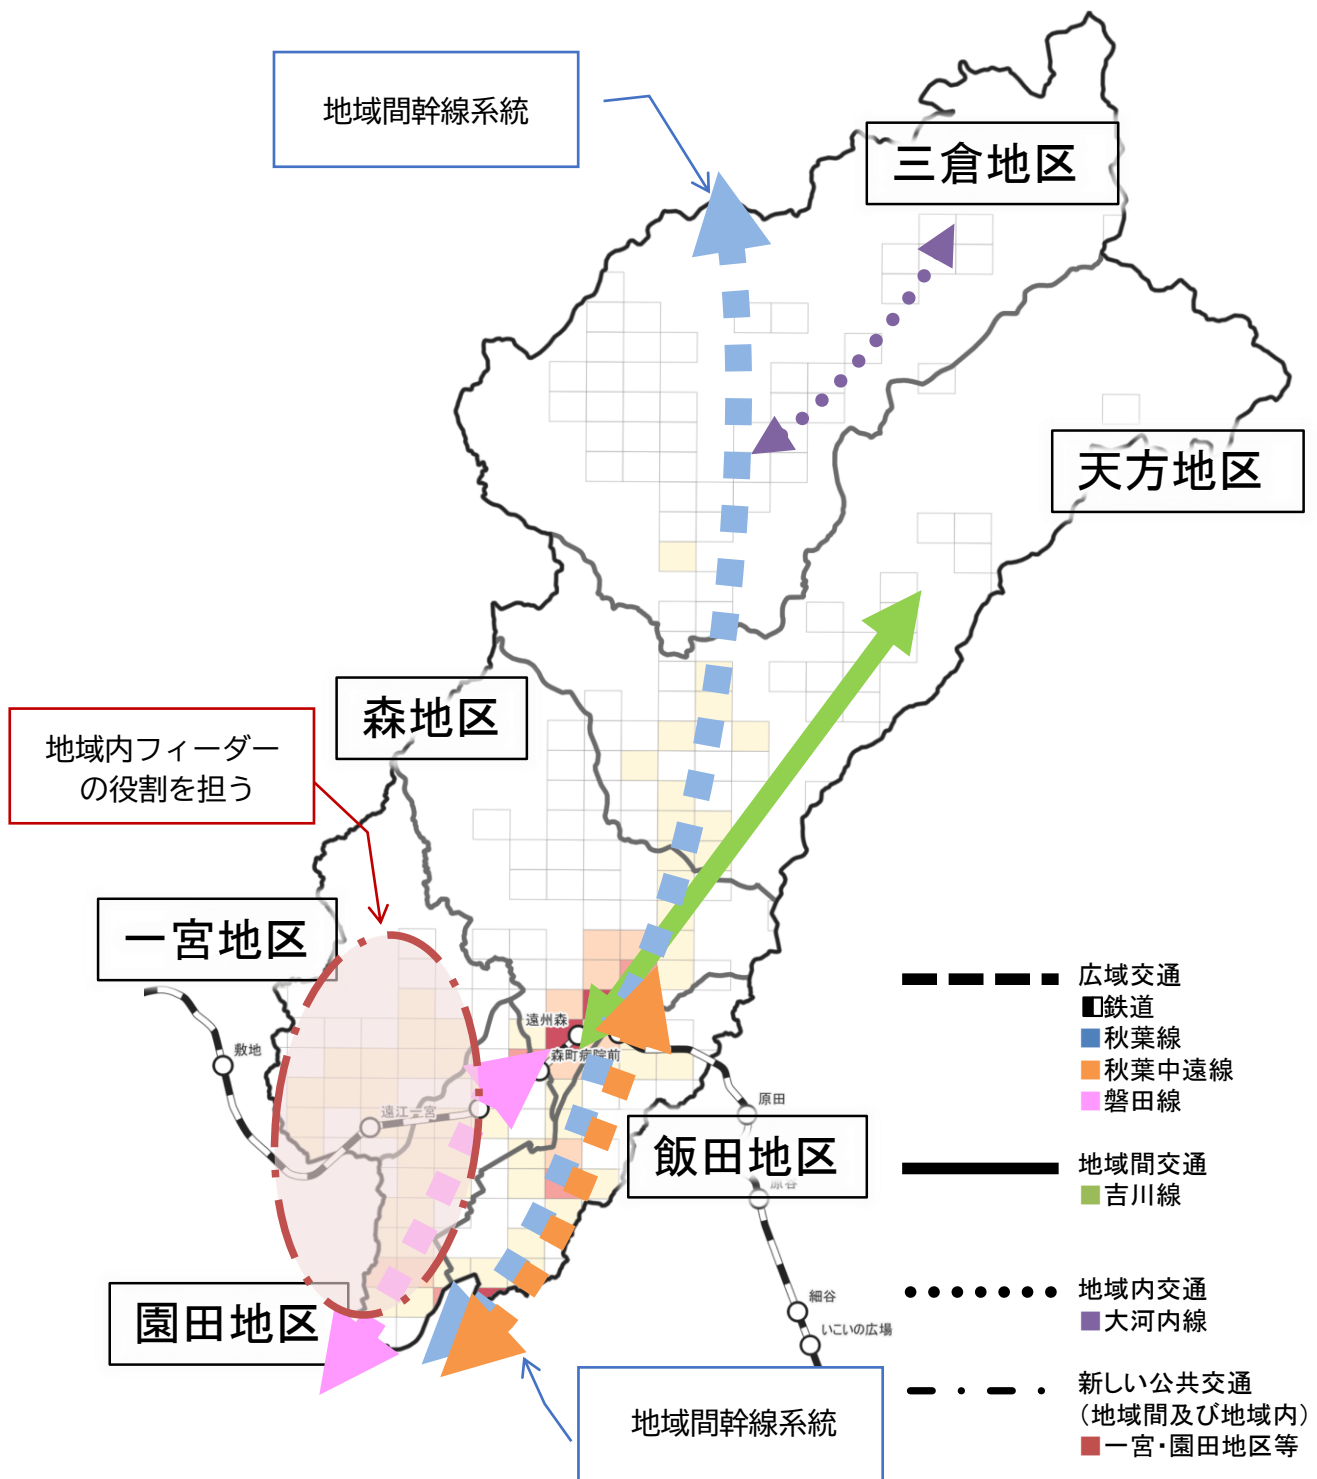 地域間幹線系統
三倉地区
天方地区
森地区
地域内フィーダー
の役割を担う
一宮地区
遠州森
森町病院前
敷地
遠江一宮
原田
飯田地区
原谷
園田地区
細谷
いこいの広場
地域間幹線系統
広域交通
鉄道
秋葉線
秋葉中遠線
磐田線
地域間交通
吉川線
地域内交通
大河内線
新しい公共交通
（地域間及び地域内）
一宮・園田地区等